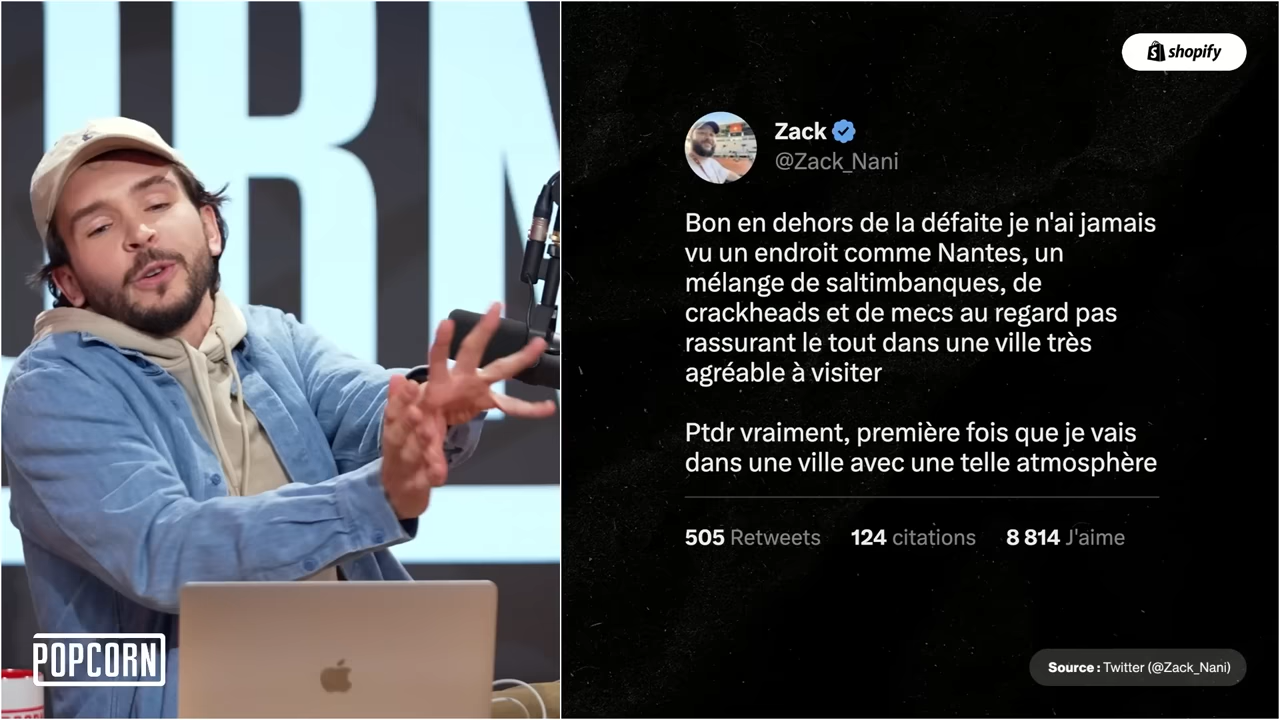 shopify
Zack
@Zack_Nani
Bon en dehors de la défaite je n'ai jamais
vu un endroit comme Nantes, un
mélange de saltimbanques, de
crackheads et de mecs au regard pas
rassurant le tout dans une ville très
agréable à visiter
Ptdr vraiment, première fois que je vais
dans une ville avec une telle atmosphère
505 Retweets 124 citations 8 814 J'aime
POPCORN
Source : Twitter (@Zack_Nani)